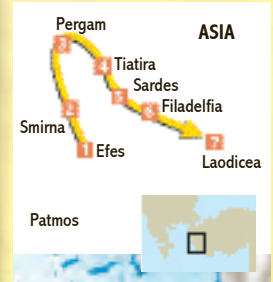 Pergam
ASIA
3
4 Tiatira
5 Sardes
6 Filadelfia
2
Smirna
7
1 Efes
Laodicea
Patmos